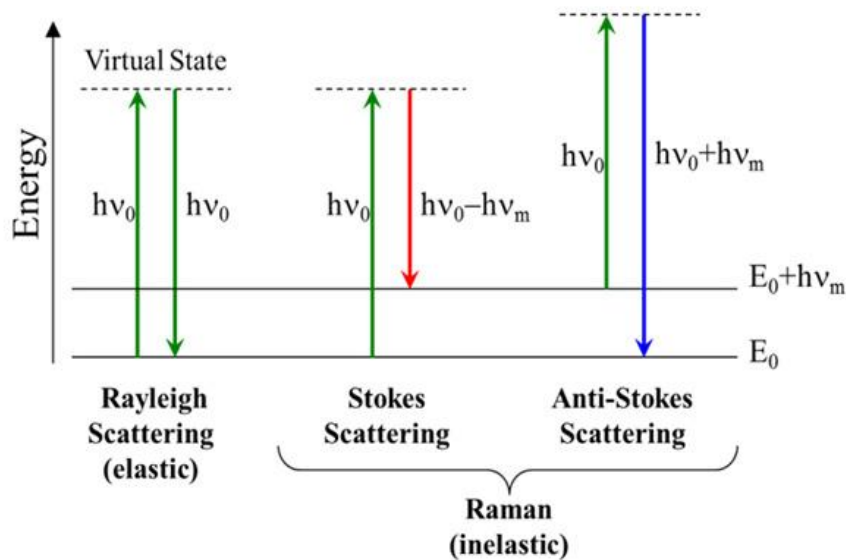 Energy
Virtual State
hν₀
hν₀
hν₀
hν₀–hνₘ
hν₀
hν₀+hνₘ
E₀+hνₘ
E₀
Rayleigh
Scattering
(elastic)
Stokes
Scattering
Anti-Stokes
Scattering
Raman
(inelastic)